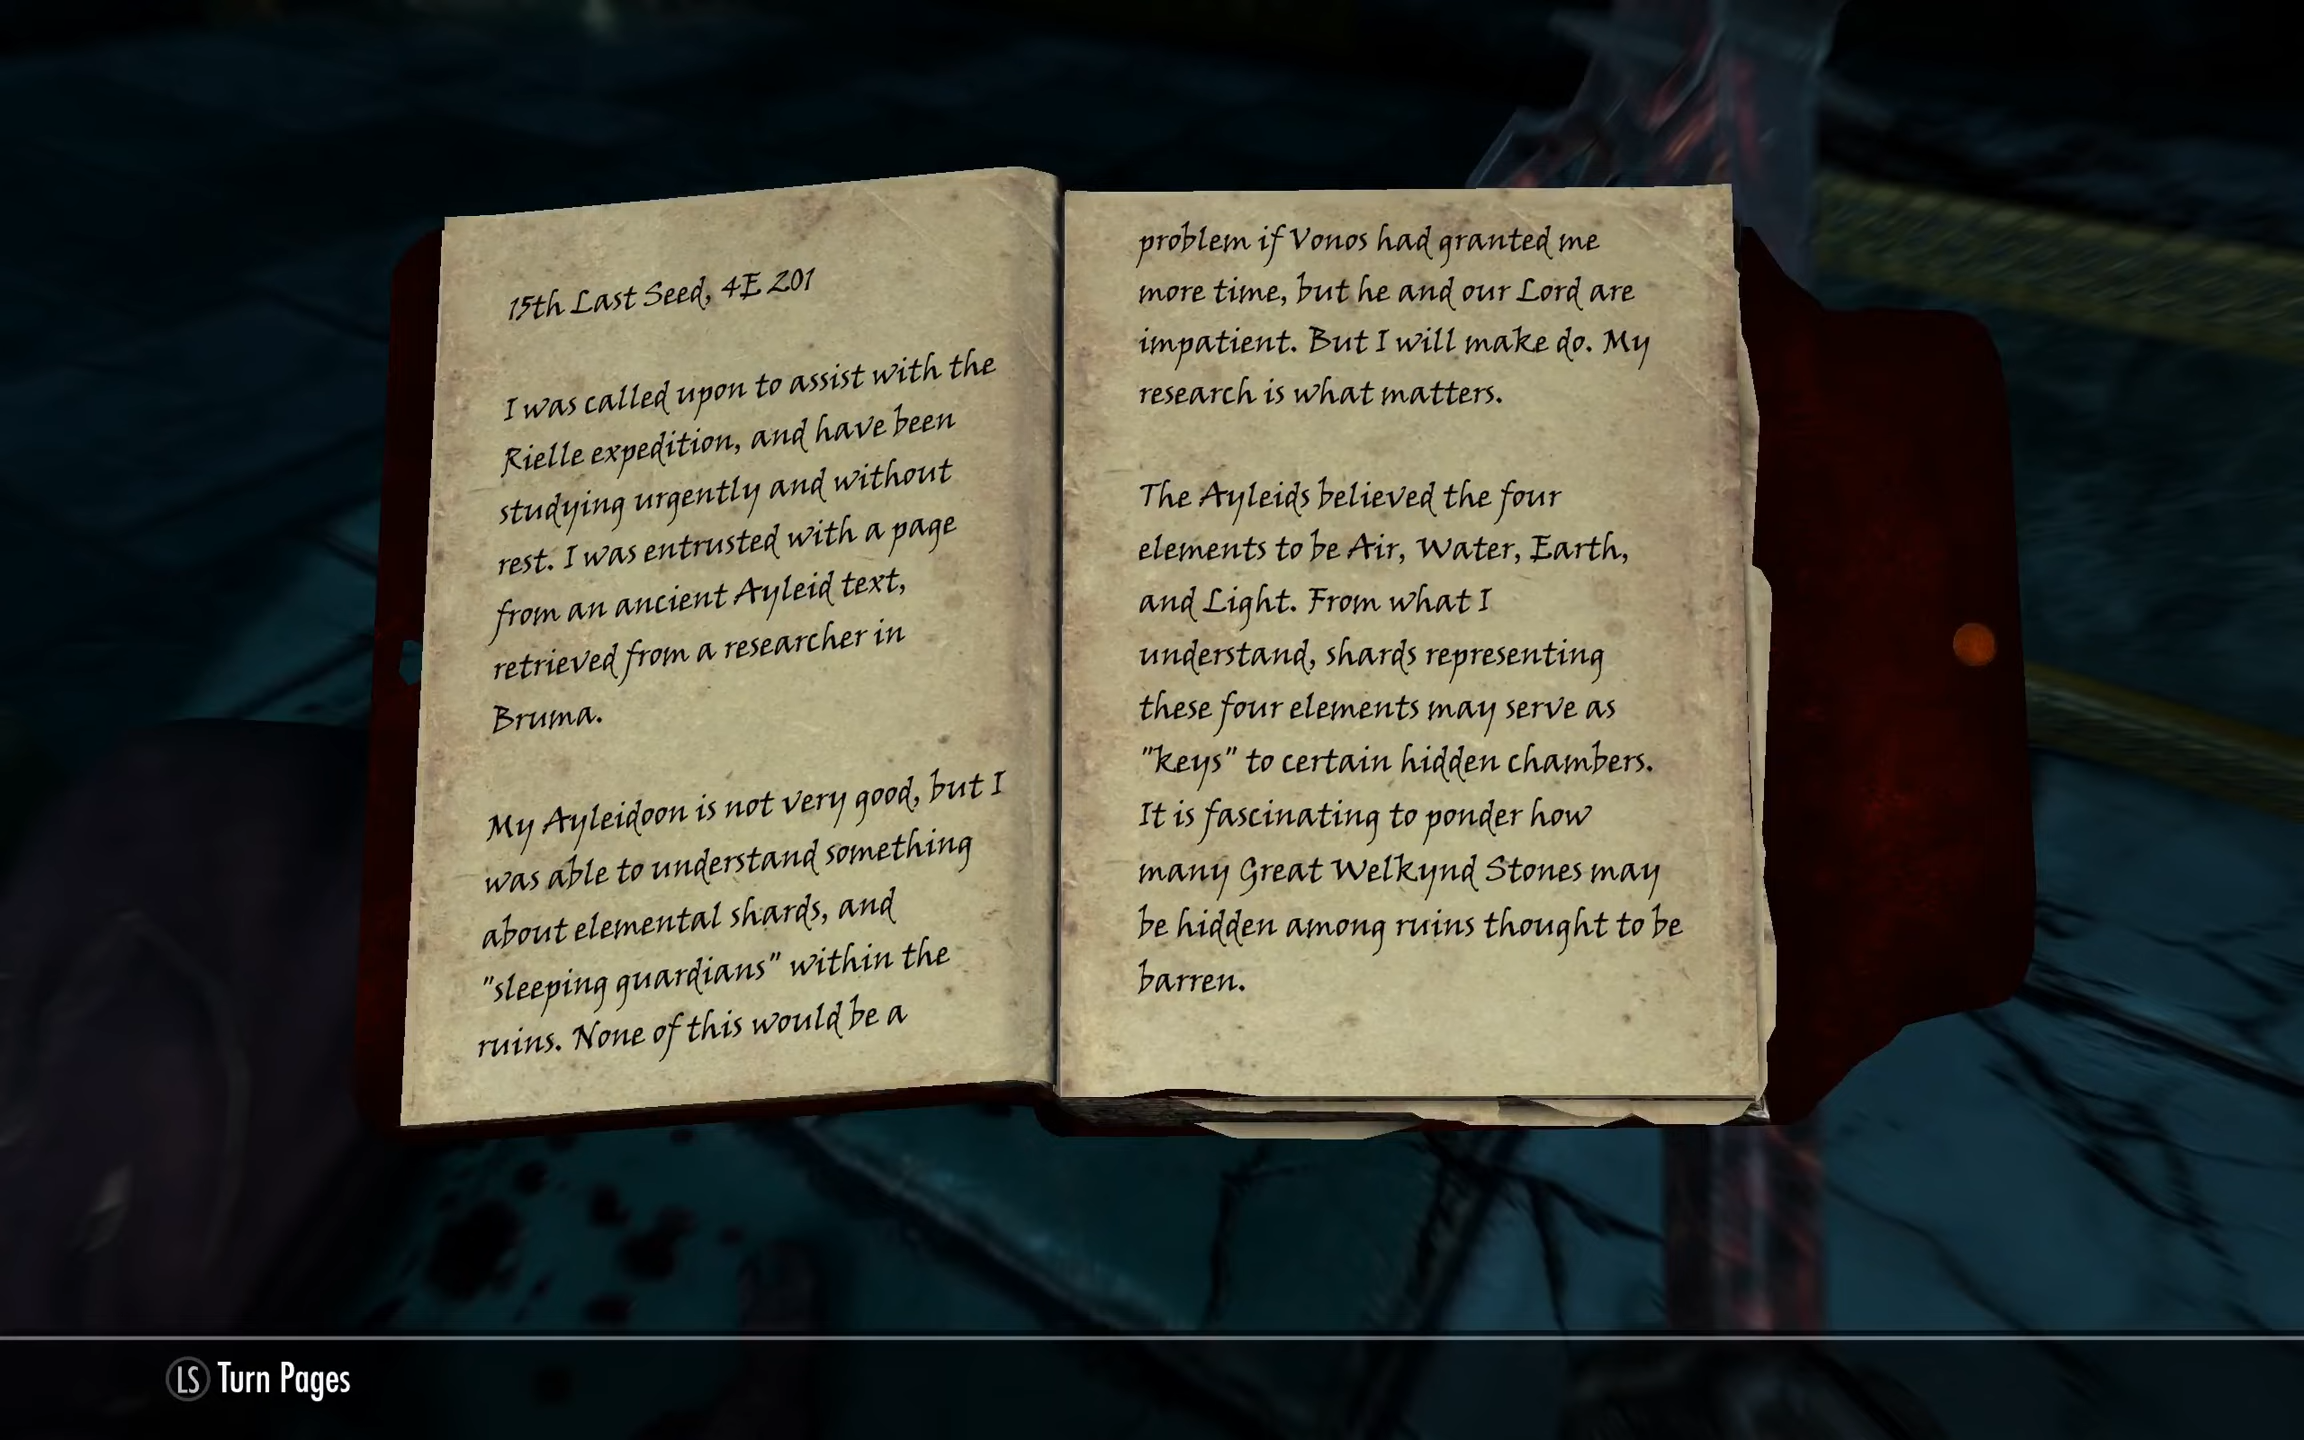 15th Last Seed, 4E 201
I was called upon to assist with the
Rielle expedition, and have been
studying urgently and without
rest. I was entrusted with a page
from an ancient Ayleid text,
retrieved from a researcher in
Bruma.
My Ayleidoon is not very good, but I
was able to understand something
about elemental shards, and
"sleeping guardians" within the
ruins. None of this would be a
problem if Vonos had granted me
more time, but he and our Lord are
impatient. But I will make do. My
research is what matters.
The Ayleids believed the four
elements to be Air, Water, Earth,
and Light. From what I
understand, shards representing
these four elements may serve as
"keys" to certain hidden chambers.
It is fascinating to ponder how
many Great Welkynd Stones may
be hidden among ruins thought to be
barren.
LS Turn Pages